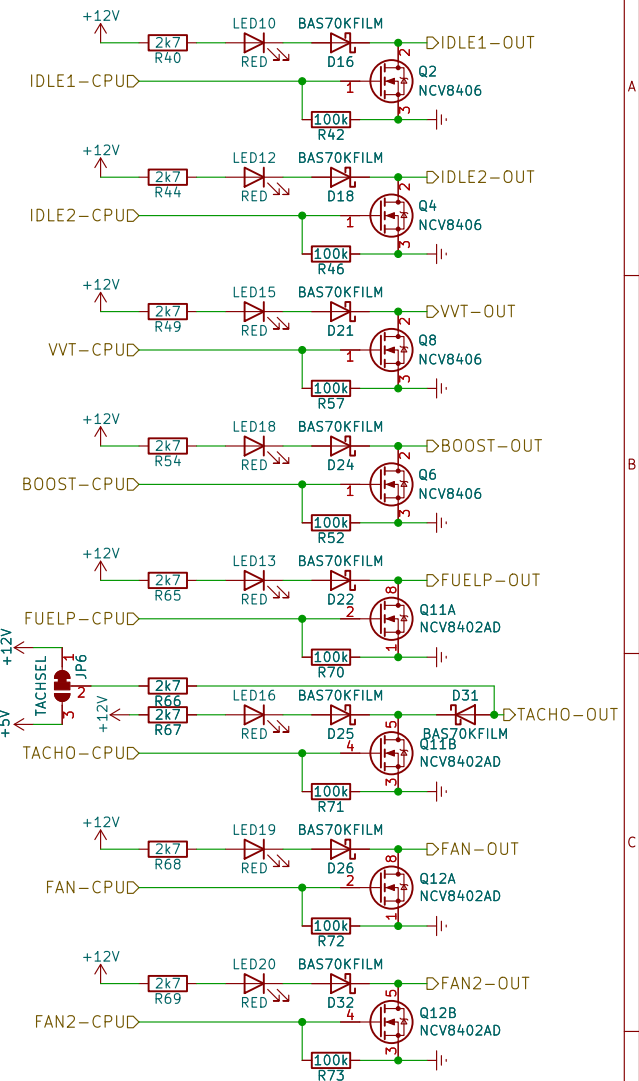 +12V LED10 BAS70KFILM
2k7 IDLE1-OUT
R40 RED D16 2
Q2
IDLE1-CPU 1 NCV8406 A
3
100k
R42
+12V LED12 BAS70KFILM
2k7 IDLE2-OUT
R44 RED D18 2
Q4
IDLE2-CPU 1 NCV8406
3
100k
R46
+12V LED15 BAS70KFILM
2k7 VVT-OUT
R49 RED D21 2
Q8
VVT-CPU 1 NCV8406
3
100k
R57
+12V LED18 BAS70KFILM
2k7 BOOST-OUT
R54 RED D24 2 B
Q6
BOOST-CPU 1 NCV8406
3
100k
R52
+12V LED13 BAS70KFILM
2k7 FUELP-OUT
R65 RED D22 8
Q11A
FUELP-CPU 2 NCV8402AD
1
100k
R70
+12V 1 JP6
TACHSEL 2 2k7
R66
+5V 3 +12V 2k7 LED16 BAS70KFILM D31 TACHO-OUT
R67 RED D25 5 BAS70KFILM
Q11B
TACHO-CPU 4 NCV8402AD
3
100k
R71
+12V LED19 BAS70KFILM C
2k7 FAN-OUT
R68 RED D26 8
Q12A
FAN-CPU 2 NCV8402AD
1
100k
R72
+12V LED20 BAS70KFILM
2k7 FAN2-OUT
R69 RED D32 5
Q12B
FAN2-CPU 4 NCV8402AD
3
100k
R73